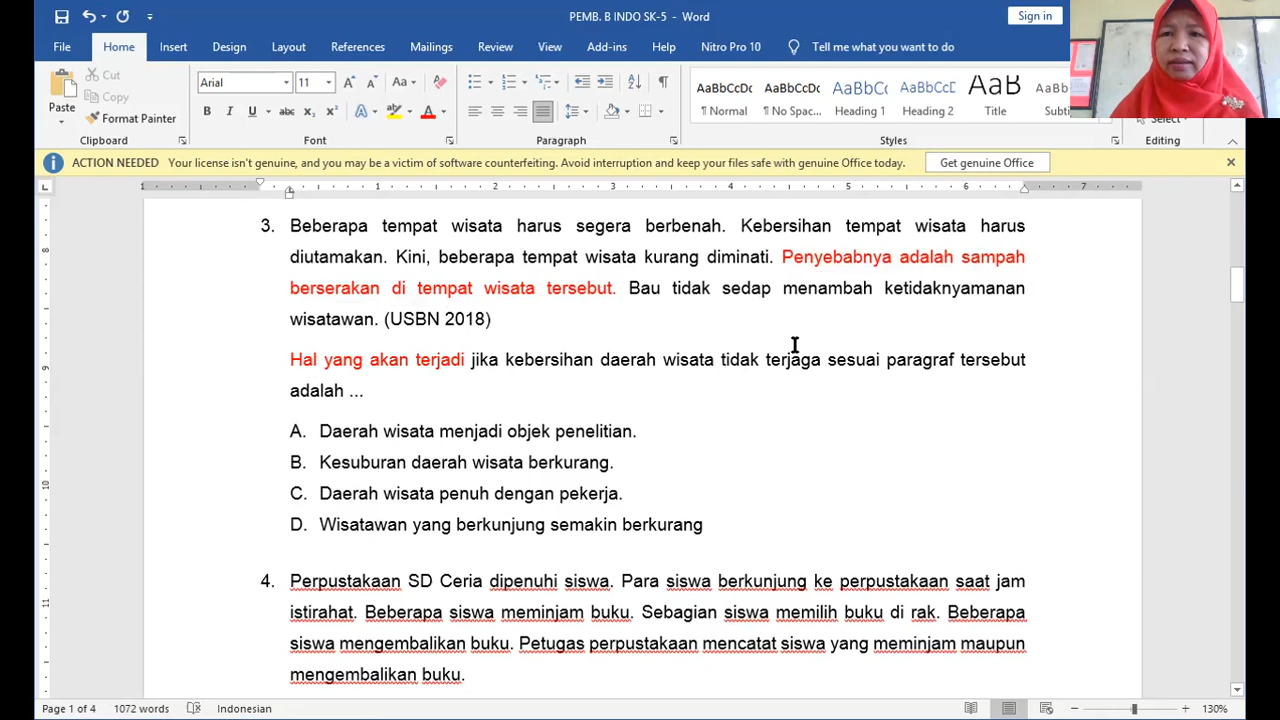 PEMB. B INDO SK-5 - Word
Sign in
File Home Insert Design Layout References Mailings Review View Add-ins Help Nitro Pro 10 Tell me what you want to do
Paste
Cut
Copy
Format Painter
Clipboard
Arial 11
Font
Paragraph
AaBbCcDc AaBbCcDc AaBbCc AaBbCcD AaB
¶ Normal ¶ No Spac... Heading 1 Heading 2 Title
Styles
Select
Editing
ACTION NEEDED Your license isn't genuine, and you may be a victim of software counterfeiting. Avoid interruption and keep your files safe with genuine Office today. Get genuine Office
1 1 2 3 4 5 6 7
3. Beberapa tempat wisata harus segera berbenah. Kebersihan tempat wisata harus
diutamakan. Kini, beberapa tempat wisata kurang diminati. Penyebabnya adalah sampah
berserakan di tempat wisata tersebut. Bau tidak sedap menambah ketidaknyamanan
wisatawan. (USBN 2018)
Hal yang akan terjadi jika kebersihan daerah wisata tidak terjaga sesuai paragraf tersebut
adalah ...
A. Daerah wisata menjadi objek penelitian.
B. Kesuburan daerah wisata berkurang.
C. Daerah wisata penuh dengan pekerja.
D. Wisatawan yang berkunjung semakin berkurang
4. Perpustakaan SD Ceria dipenuhi siswa. Para siswa berkunjung ke perpustakaan saat jam
istirahat. Beberapa siswa meminjam buku. Sebagian siswa memilih buku di rak. Beberapa
siswa mengembalikan buku. Petugas perpustakaan mencatat siswa yang meminjam maupun
mengembalikan buku.
Page 1 of 4 1072 words Indonesian 130%